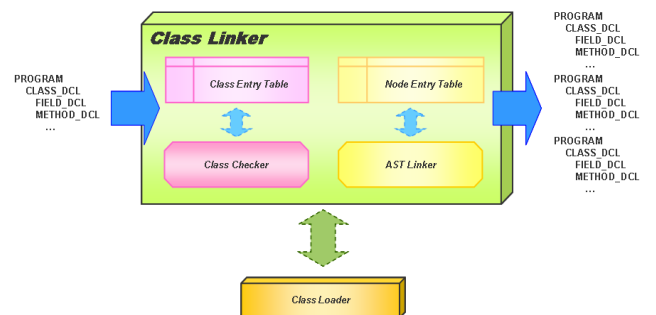 Class Linker
PROGRAM
CLASS_DCL
FIELD_DCL
METHOD_DCL
...
Class Entry Table
Node Entry Table
Class Checker
AST Linker
PROGRAM
CLASS_DCL
FIELD_DCL
METHOD_DCL
...
PROGRAM
CLASS_DCL
FIELD_DCL
METHOD_DCL
...
PROGRAM
CLASS_DCL
FIELD_DCL
METHOD_DCL
...
Class Loader